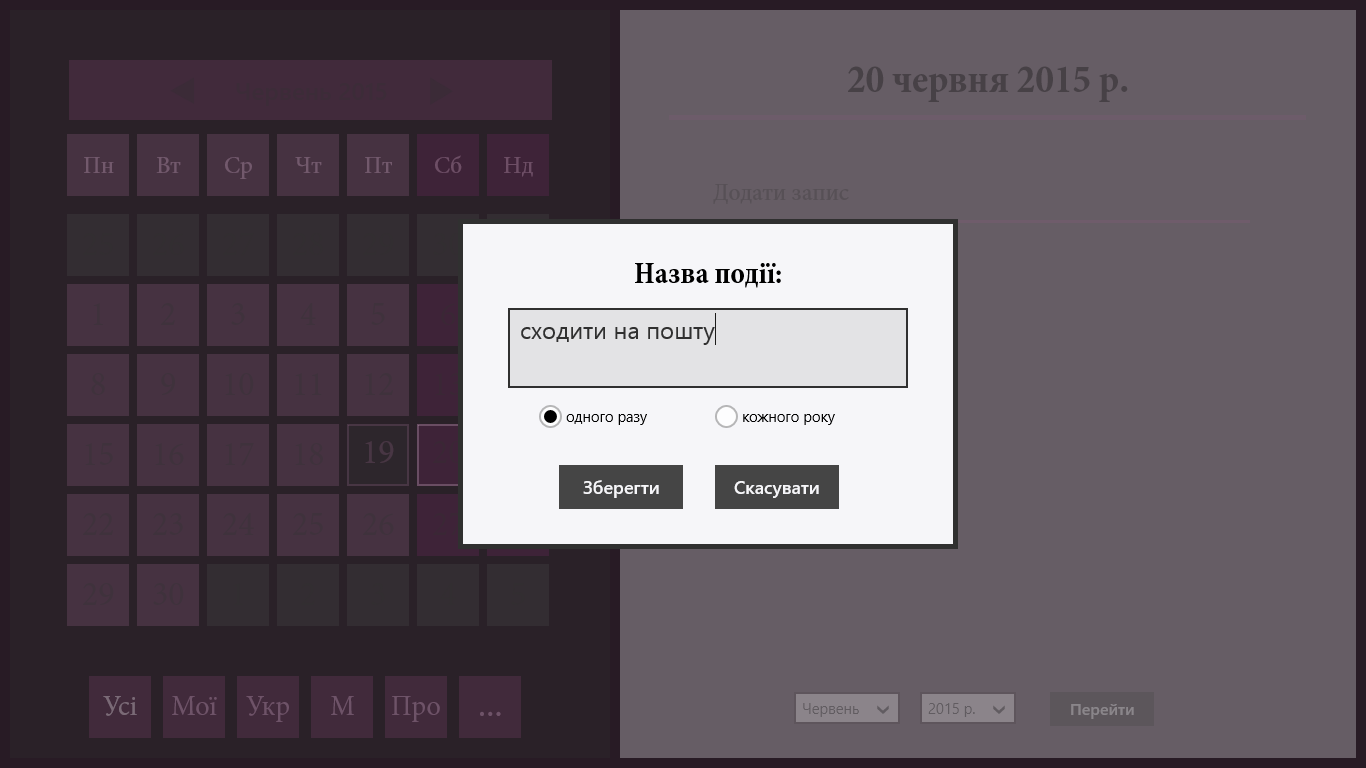 20 червня 2015 р.
Пн Вт Ср Чт Пт Сб Нд
Додати запис
Назва події:
сходити на пошту
одного разу кожного року
Зберегти Скасувати
1 2 3 4 5
8 9 10 11 12
15 16 17 18 19
22 23 24 25 26
29 30
Усі Мої Укр М Про ...
Червень 2015 р. Перейти